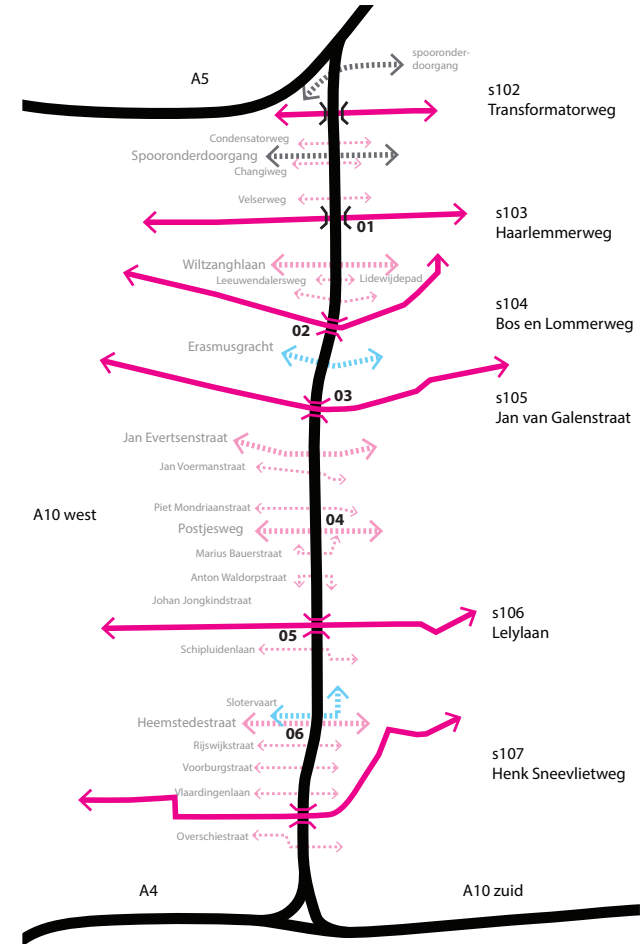 spooronder-
doorgang
A5
s102
Transformatorweg
Condensatorweg
Spooronderdoorgang
Changiweg
Velserweg
s103
Haarlemmerweg
01
Wiltzanghlaan
Leeuwendalersweg
Lidewijdepad
s104
Bos en Lommerweg
02
Erasmusgracht
03
s105
Jan van Galenstraat
Jan Evertsenstraat
Jan Voermanstraat
Piet Mondriaanstraat
A10 west
04
Postjesweg
Marius Bauerstraat
Anton Waldorpstraat
Johan Jongkindstraat
s106
Lelylaan
05
Schipluidenlaan
Slotervaart
Heemstedestraat
06
Rijswijkstraat
s107
Henk Sneevlietweg
Voorburgstraat
Vlaardingenlaan
Overschiestraat
A4
A10 zuid